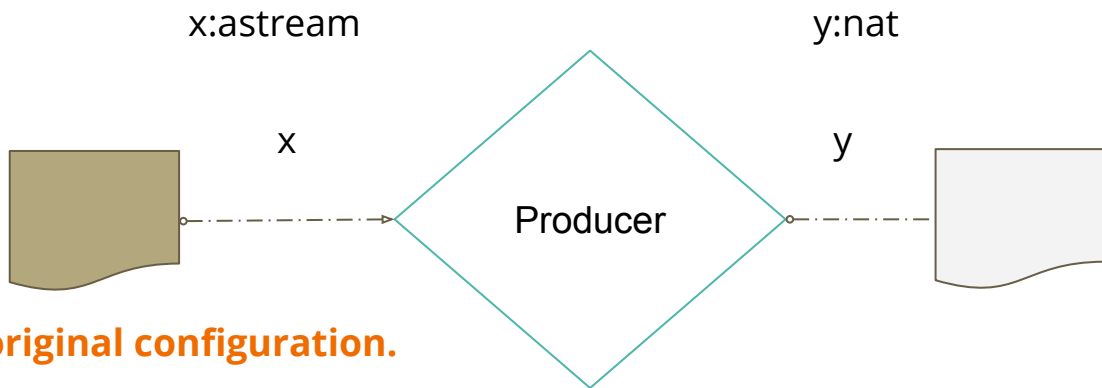 x:astream
y:nat
x
y
Producer
original configuration.